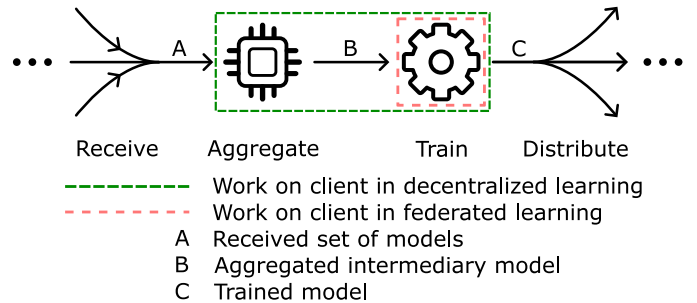 A B C
Receive Aggregate Train Distribute
Work on client in decentralized learning
Work on client in federated learning
A Received set of models
B Aggregated intermediary model
C Trained model